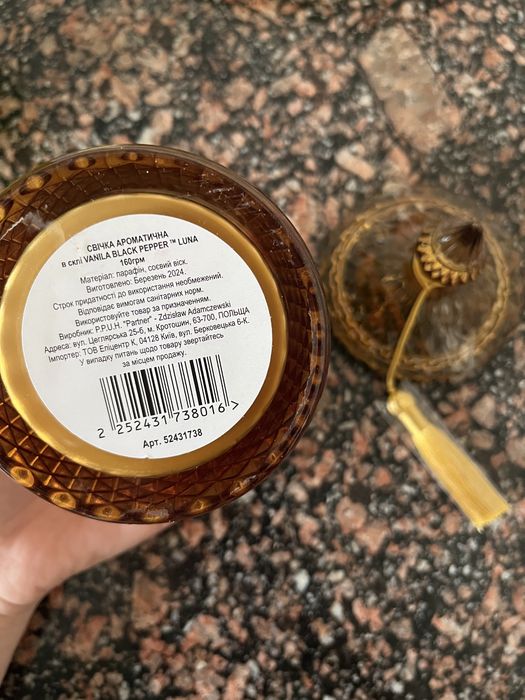 СВІЧКА АРОМАТИЧНА
в склі VANILA BLACK PEPPER ™ LUNA
160грм
Матеріал: парафін, соєвий віск.
Виготовлено: Березень 2024.
Строк придатності до використання необмежений.
Відповідає вимогам санітарних норм.
Використовуйте товар за призначенням.
Виробник: P.P.U.H. "Partner" - Zdzislaw Adamczewski
Адреса: вул. Цеглярська 25-б, м. Кротошин, 63-700, ПОЛЬЩА
Імпортер: ТОВ Епіцентр К, 04128 Київ, вул. Берковецька 6-К.
У випадку питань щодо товару звертайтесь
за місцем продажу.
2 252431 738016 >
Арт. 52431738